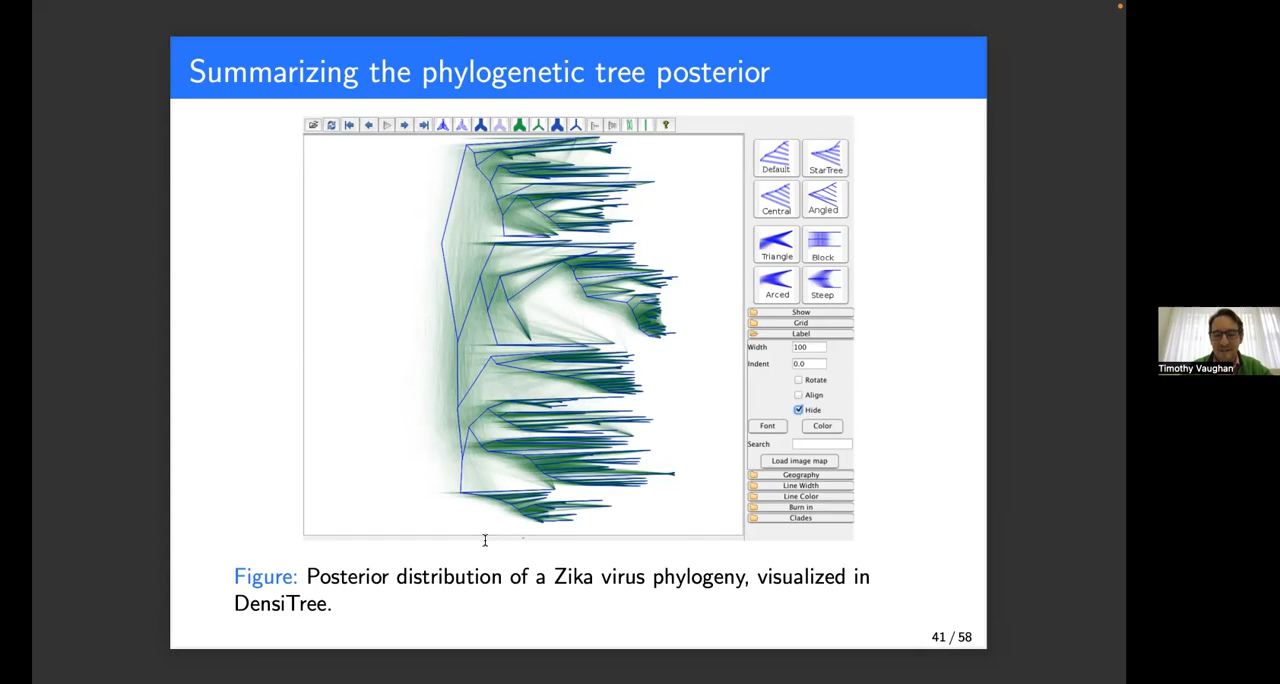 Summarizing the phylogenetic tree posterior
?
Default
StarTree
Central
Angled
Triangle
Block
Arced
Steep
Show
Grid
Label
Width 100
Indent 0.0
Rotate
Align
Hide
Font Color
Search
Load image map
Geography
Line Width
Line Color
Burn in
Clades
Figure: Posterior distribution of a Zika virus phylogeny, visualized in
DensiTree.
41 / 58
Timothy Vaughan